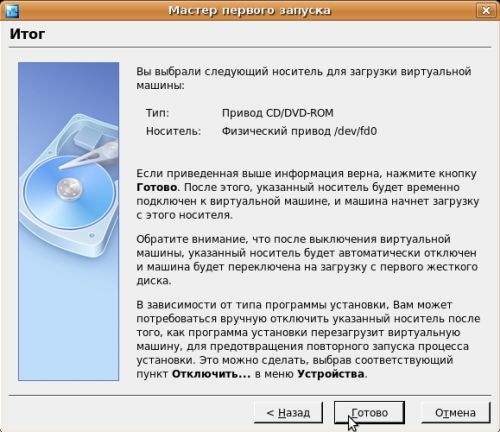 Мастер первого запуска
Итог
Вы выбрали следующий носитель для загрузки виртуальной
машины:
Тип: Привод CD/DVD-ROM
Носитель: Физический привод /dev/fd0
Если приведенная выше информация верна, нажмите кнопку
Готово. После этого, указанный носитель будет временно
подключен к виртуальной машине, и машина начнет загрузку
с этого носителя.
Обратите внимание, что после выключения виртуальной
машины, указанный носитель будет автоматически отключен
и машина будет переключена на загрузку с первого жесткого
диска.
В зависимости от типа программы установки, Вам может
потребоваться вручную отключить указанный носитель после
того, как программа установки перезагрузит виртуальную
машину, для предотвращения повторного запуска процесса
установки. Это можно сделать, выбрав соответствующий
пункт Отключить... в меню Устройства.
< Назад Готово Отмена